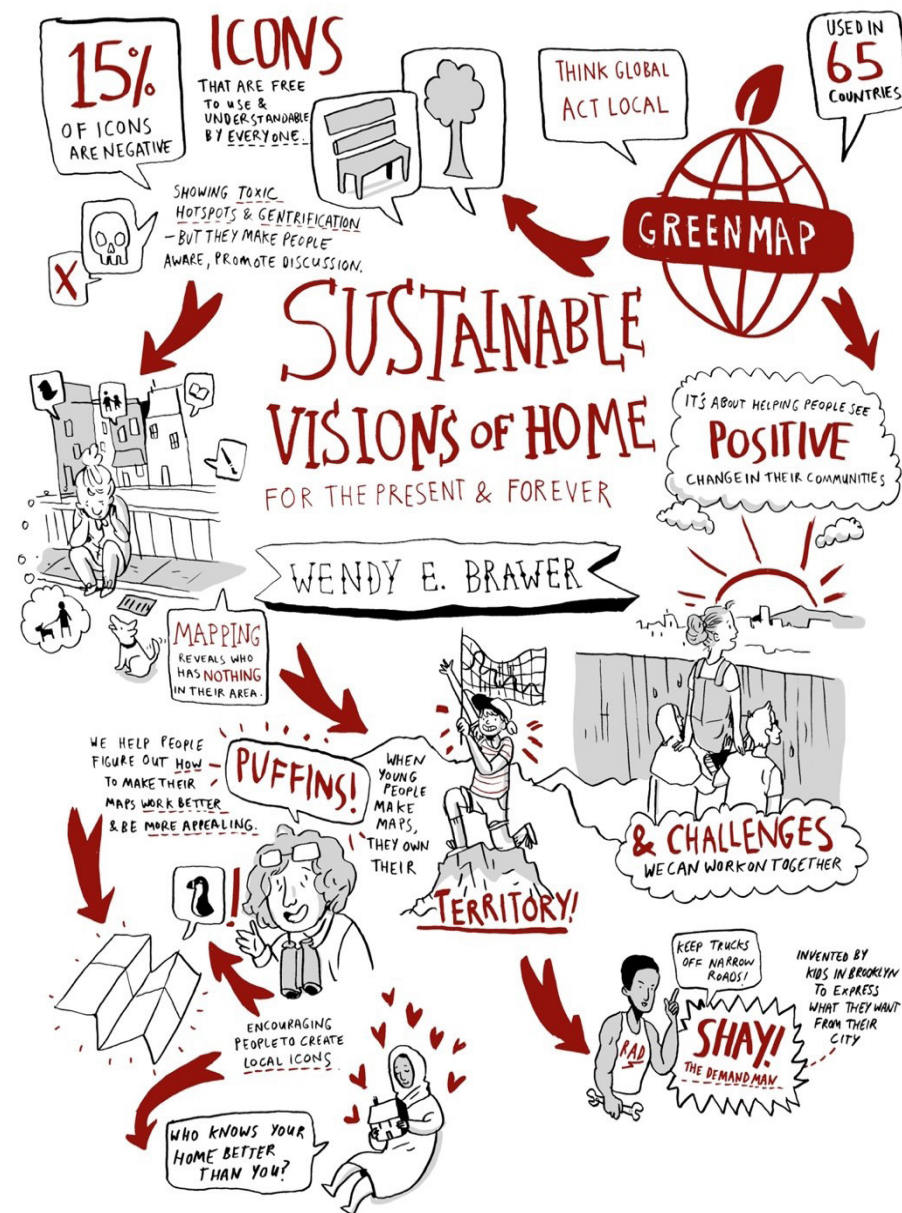 15%
OF ICONS
ARE NEGATIVE
ICONS
THAT ARE FREE
TO USE &
UNDERSTANDABLE
BY EVERYONE.
THINK GLOBAL
ACT LOCAL
USED IN
65
COUNTRIES
GREEN MAP
SHOWING TOXIC
HOTSPOTS & GENTRIFICATION
– BUT THEY MAKE PEOPLE
AWARE, PROMOTE DISCUSSION.
X
SUSTAINABLE
VISIONS OF HOME
FOR THE PRESENT & FOREVER
WENDY E. BRAWER
IT'S ABOUT HELPING PEOPLE SEE
POSITIVE
CHANGE IN THEIR COMMUNITIES
& CHALLENGES
WE CAN WORK ON TOGETHER
MAPPING
REVEALS WHO
HAS NOTHING
IN THEIR AREA.
WE HELP PEOPLE
FIGURE OUT HOW
TO MAKE THEIR
MAPS WORK BETTER
& BE MORE APPEALING.
PUFFINS!
!
WHEN
YOUNG
PEOPLE
MAKE
MAPS,
THEY OWN
THEIR
TERRITORY!
ENCOURAGING
PEOPLE TO CREATE
LOCAL ICONS
WHO KNOWS YOUR
HOME BETTER
THAN YOU?
KEEP TRUCKS
OFF NARROW
ROADS!
RAD
SHAY!
THE DEMAND MAN
INVENTED BY
KIDS IN BROOKLYN
TO EXPRESS
WHAT THEY WANT
FROM THEIR
CITY